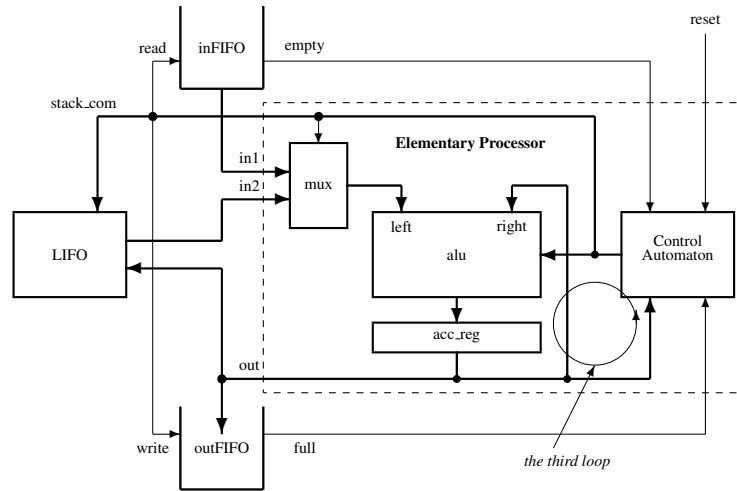 reset
read
inFIFO
empty
stack_com
Elementary Processor
in1
mux
in2
left
right
LIFO
alu
Control
Automaton
acc_reg
out
write
outFIFO
full
the third loop